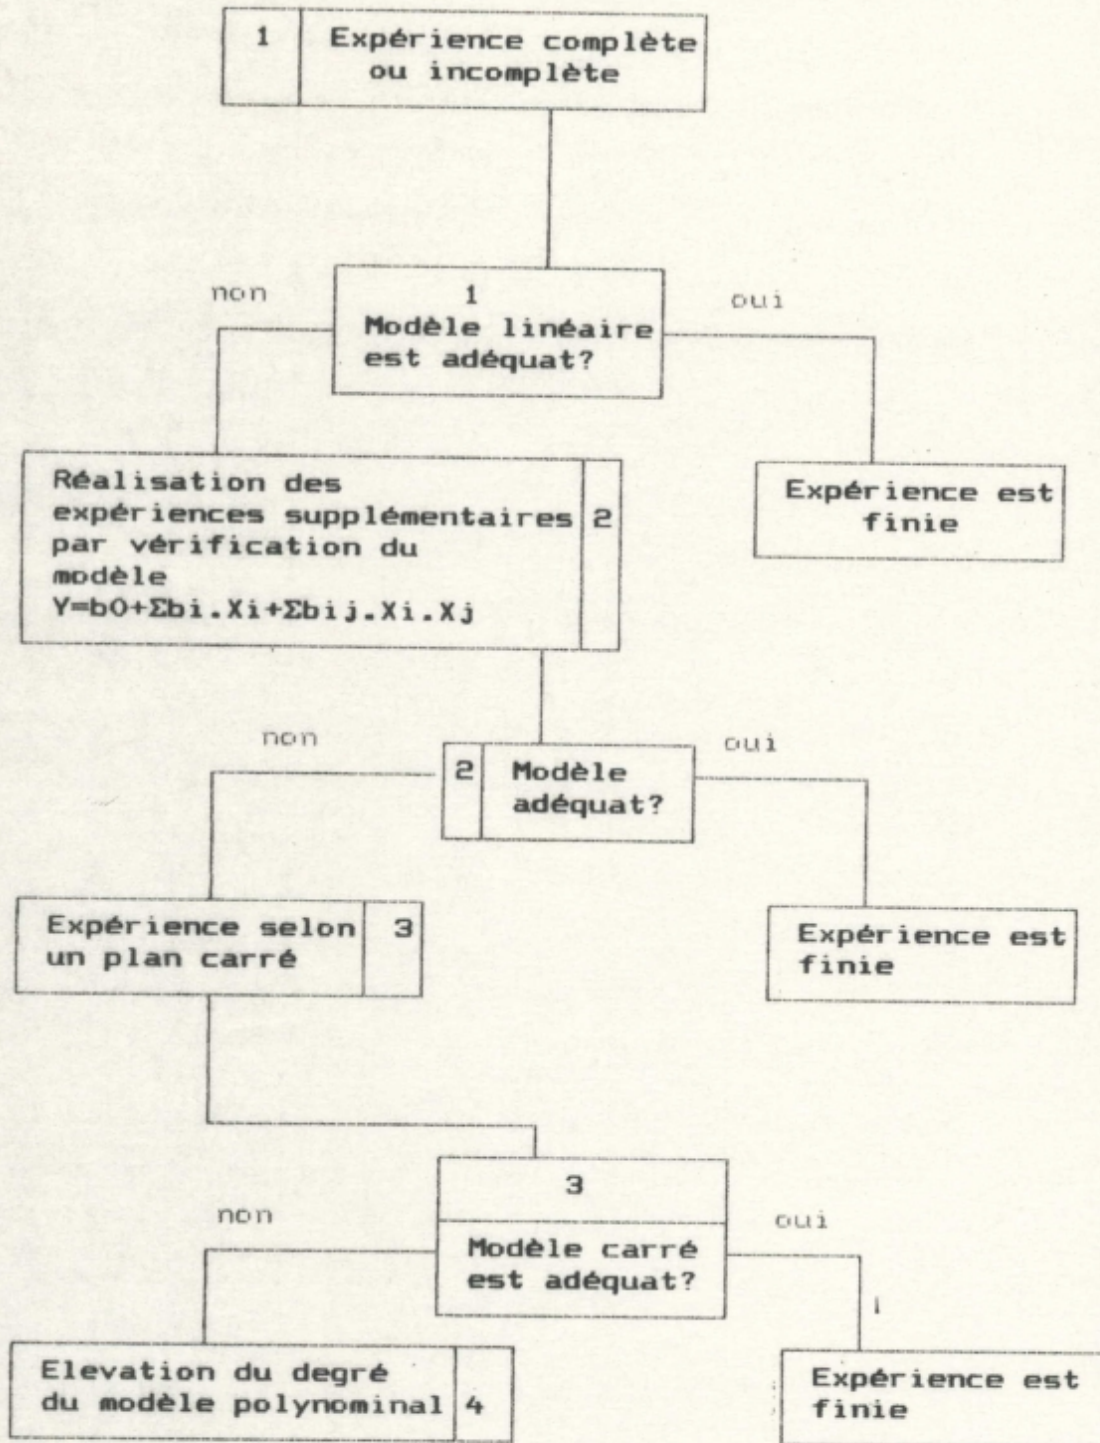 1 Expérience complète
ou incomplète
non
1
oui
Modèle linéaire
est adéquat?
Réalisation des
expériences supplémentaires 2
par vérification du
modèle
Y=b0+Σbi.Xi+Σbij.Xi.Xj
Expérience est
finie
non
oui
2 Modèle
adéquat?
Expérience selon 3
un plan carré
Expérience est
finie
3
non
oui
Modèle carré
est adéquat?
Elevation du degré
du modèle polynominal 4
Expérience est
finie